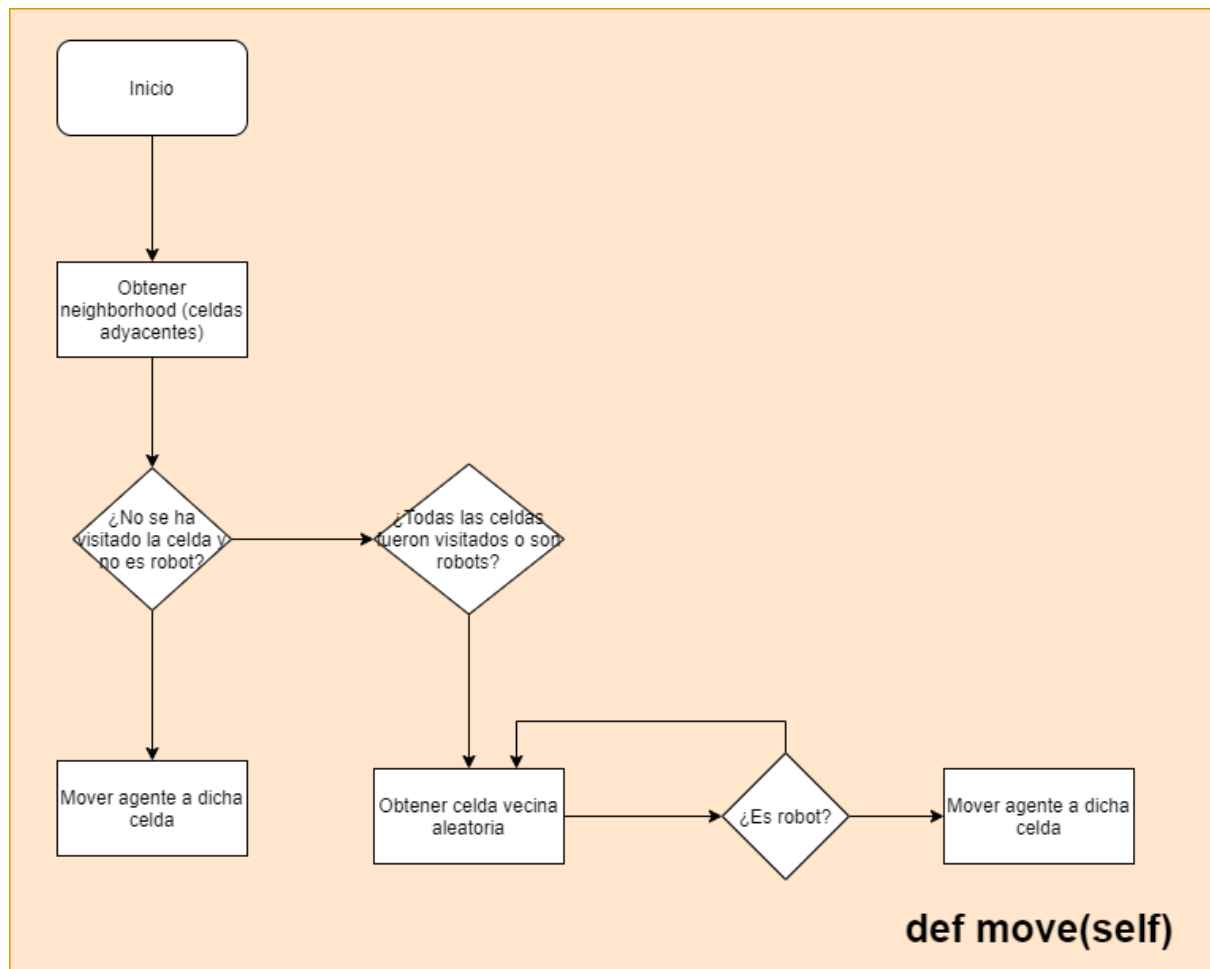 Inicio
Obtener
neighborhood (celdas
adyacentes)
¿No se ha
visitado la celda y
no es robot?
¿Todas las celdas
fueron visitados o son
robots?
Mover agente a dicha
celda
Obtener celda vecina
aleatoria
¿Es robot?
Mover agente a dicha
celda
def move(self)